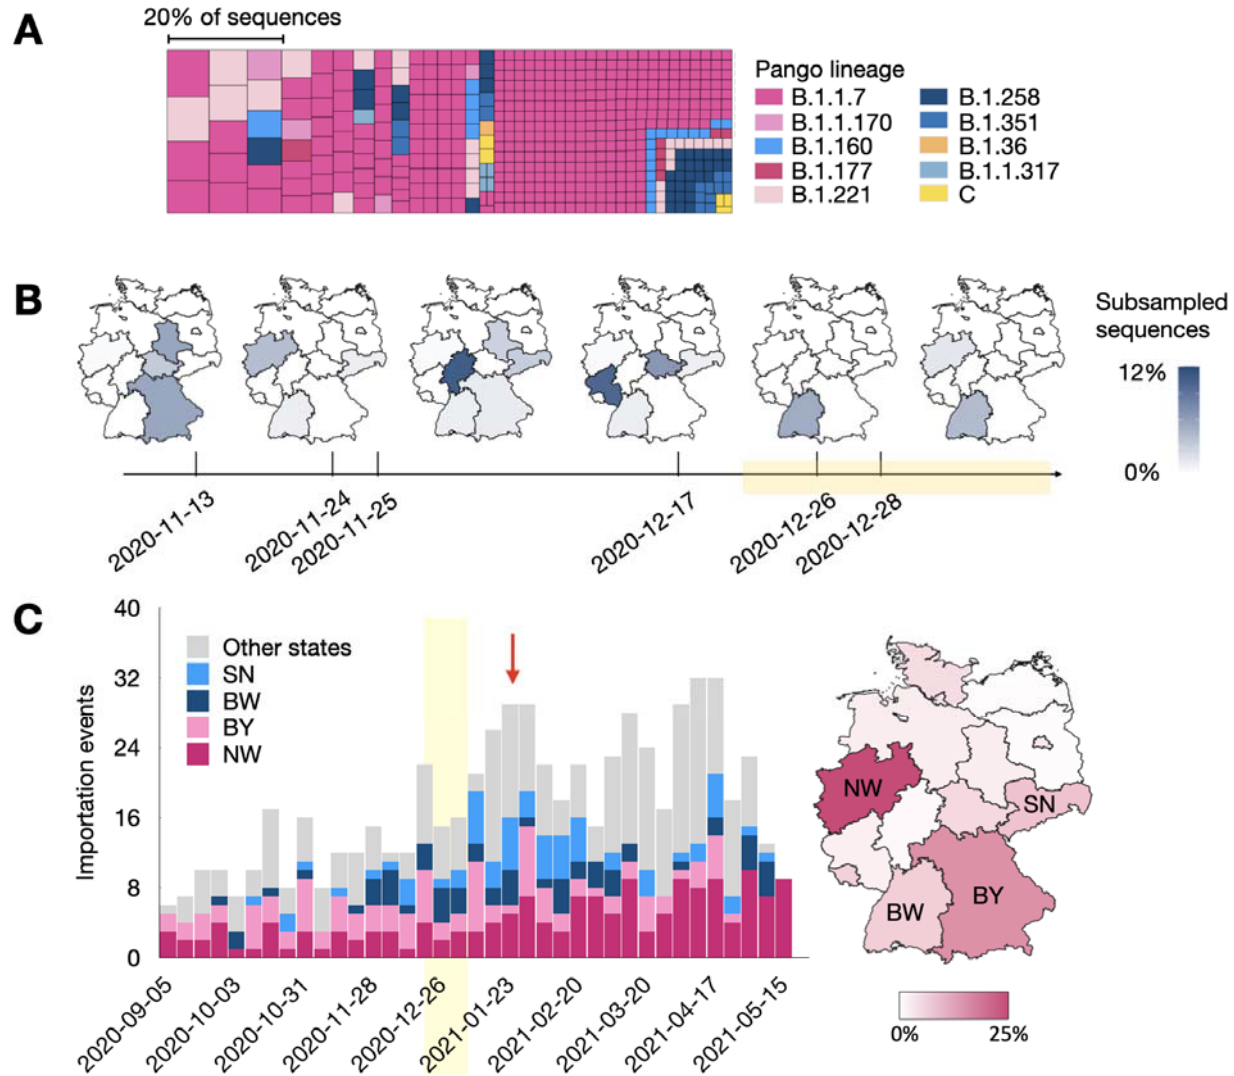 A
20% of sequences
Pango lineage
B.1.1.7
B.1.1.170
B.1.160
B.1.177
B.1.221
B.1.258
B.1.351
B.1.36
B.1.1.317
C
B
Subsampled
sequences
12%
0%
2020-11-13
2020-11-24
2020-11-25
2020-12-17
2020-12-26
2020-12-28
C
Importation events
40
32
24
16
8
0
Other states
SN
BW
BY
NW
2020-09-05
2020-10-03
2020-10-31
2020-11-28
2020-12-26
2021-01-23
2021-02-20
2021-03-20
2021-04-17
2021-05-15
NW
SN
BW
BY
0%
25%